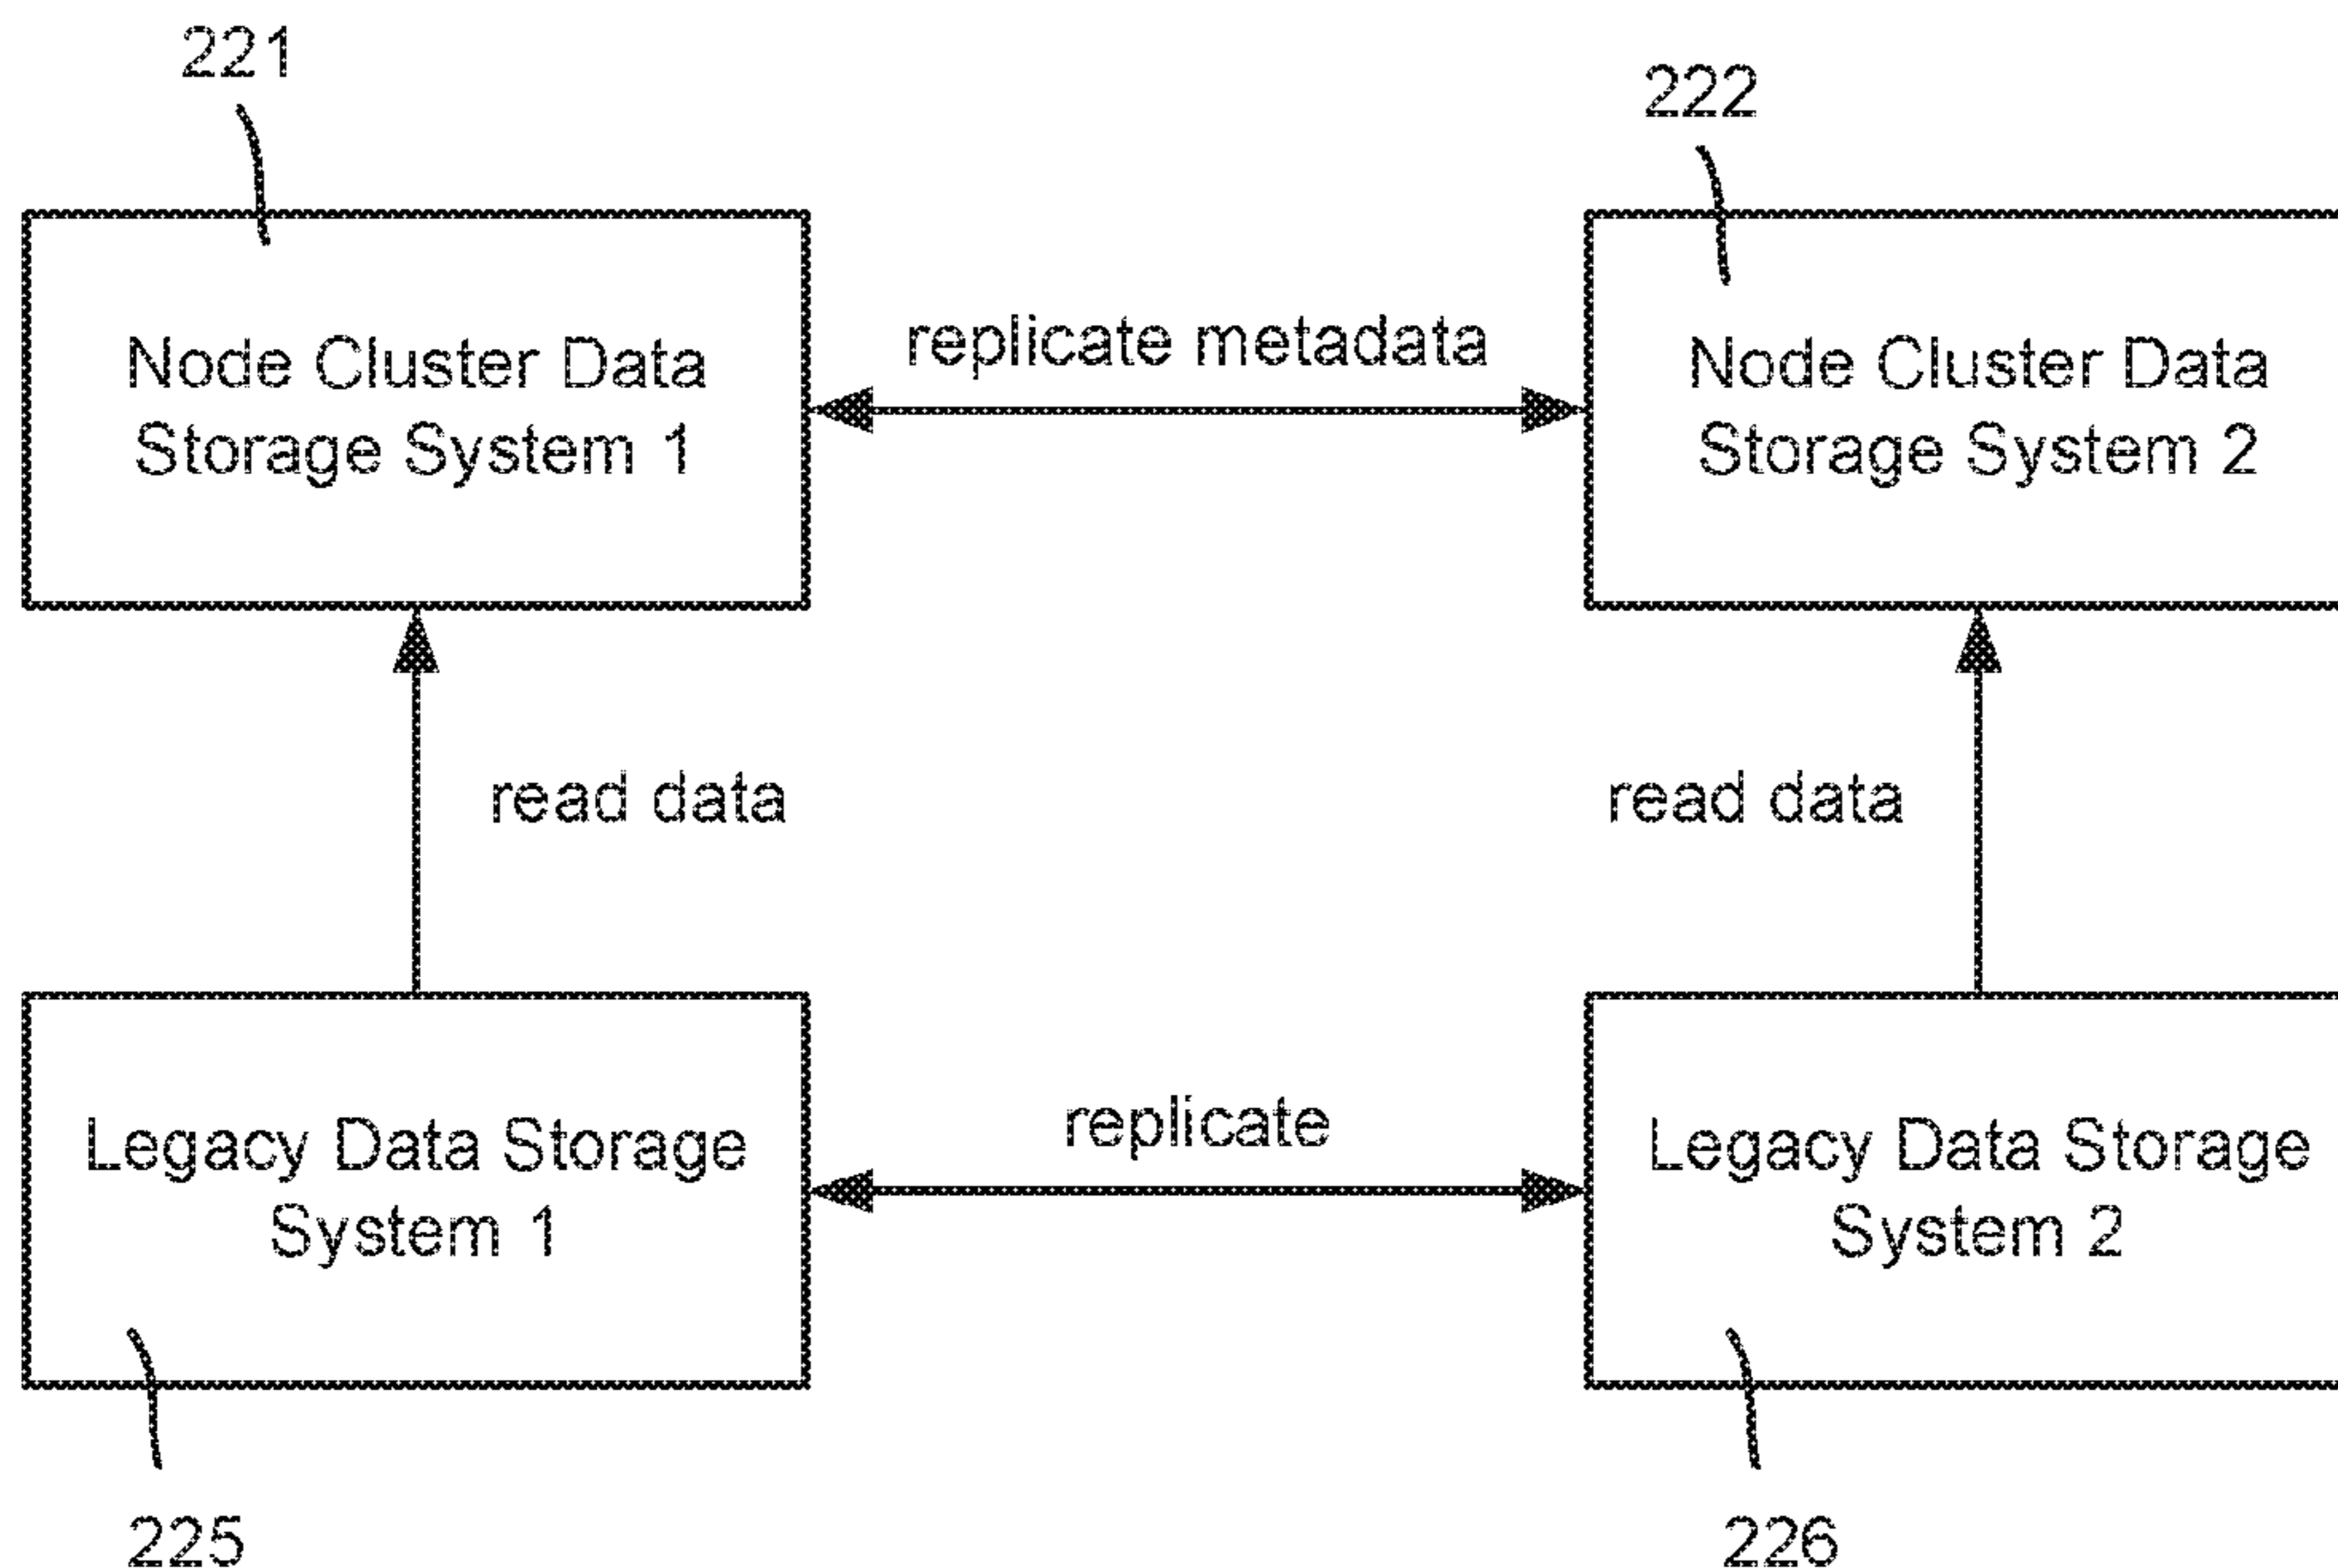 221
222
Node Cluster Data
Storage System 1
replicate metadata
Node Cluster Data
Storage System 2
read data
read data
Legacy Data Storage
System 1
replicate
Legacy Data Storage
System 2
225
226